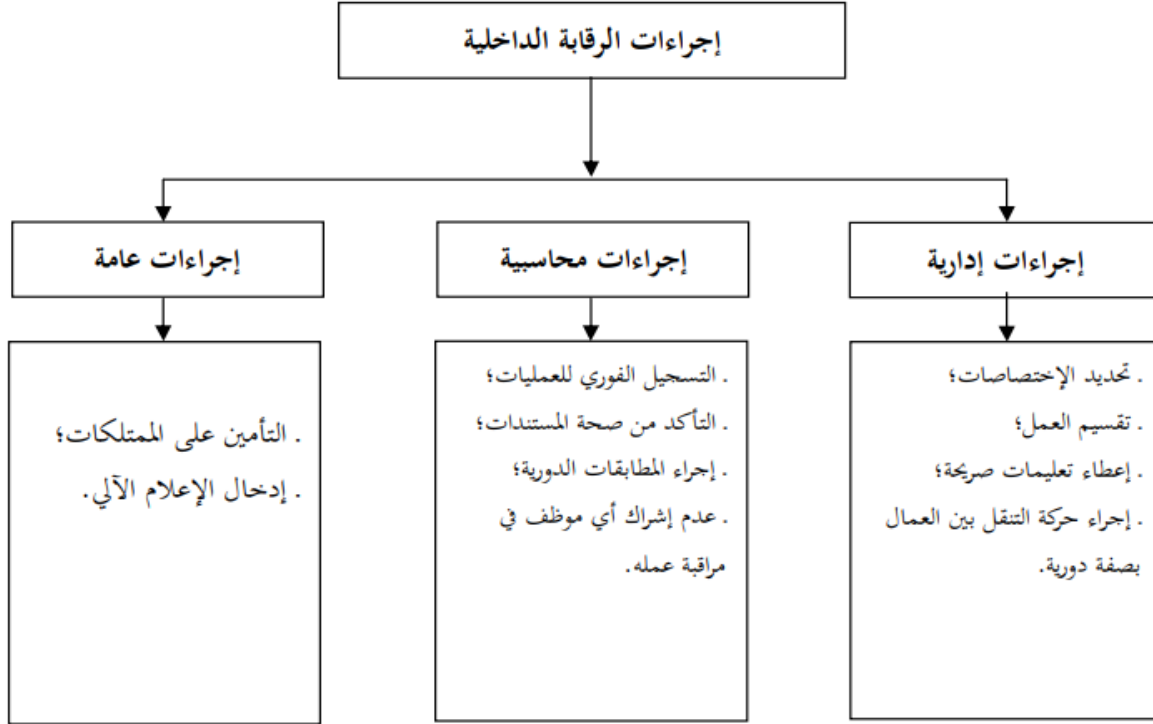 إجراءات الرقابة الداخلية
إجراءات إدارية
. تحديد الإختصاصات؛
. تقسيم العمل؛
. إعطاء تعليمات صريحة؛
. إجراء حركة التنقل بين العمال
بصفة دورية.
إجراءات محاسبية
. التسجيل الفوري للعمليات؛
. التأكد من صحة المستندات؛
. إجراء المطابقات الدورية؛
. عدم إشراك أي موظف في
مراقبة عمله.
إجراءات عامة
. التأمين على الممتلكات؛
. إدخال الإعلام الآلي.